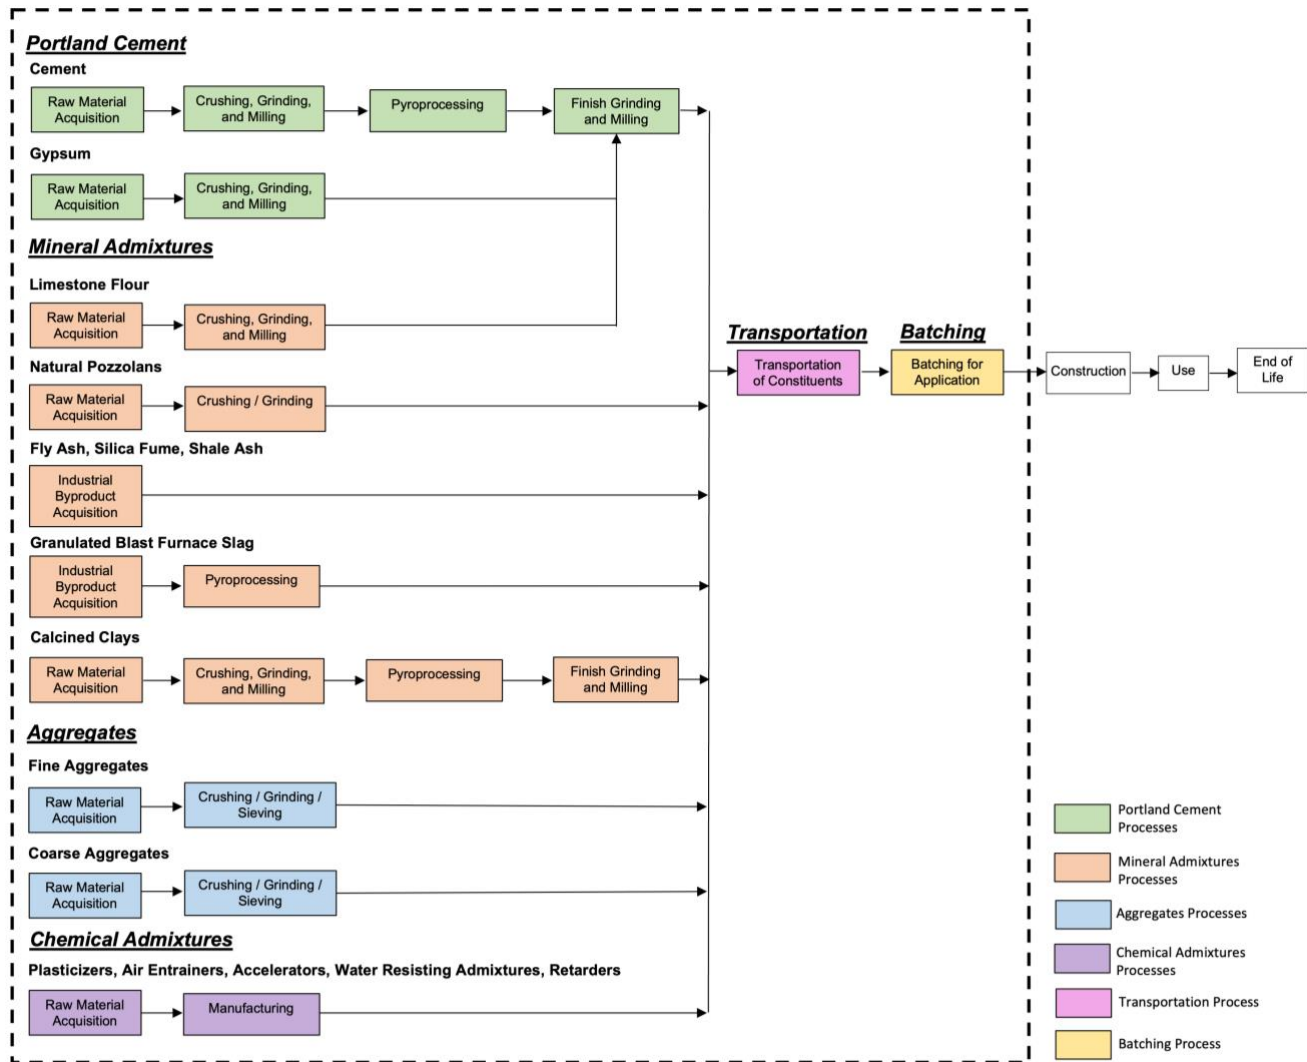 Portland Cement
Cement
Raw Material
Acquisition
Crushing, Grinding,
and Milling
Pyroprocessing
Finish Grinding
and Milling
Gypsum
Raw Material
Acquisition
Crushing, Grinding,
and Milling
Mineral Admixtures
Limestone Flour
Raw Material
Acquisition
Crushing, Grinding,
and Milling
Natural Pozzolans
Raw Material
Acquisition
Crushing / Grinding
Fly Ash, Silica Fume, Shale Ash
Industrial
Byproduct
Acquisition
Granulated Blast Furnace Slag
Industrial
Byproduct
Acquisition
Pyroprocessing
Calcined Clays
Raw Material
Acquisition
Crushing, Grinding,
and Milling
Pyroprocessing
Finish Grinding
and Milling
Aggregates
Fine Aggregates
Raw Material
Acquisition
Crushing / Grinding /
Sieving
Coarse Aggregates
Raw Material
Acquisition
Crushing / Grinding /
Sieving
Chemical Admixtures
Plasticizers, Air Entrainers, Accelerators, Water Resisting Admixtures, Retarders
Raw Material
Acquisition
Manufacturing
Transportation
Transportation
of Constituents
Batching
Batching for
Application
Construction
Use
End of
Life
Portland Cement
Processes
Mineral Admixtures
Processes
Aggregates Processes
Chemical Admixtures
Processes
Transportation Process
Batching Process